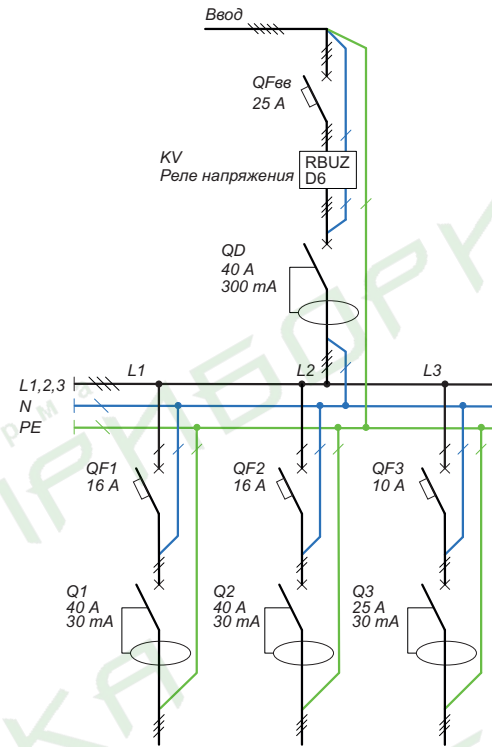 Ввод
QFвв
25 A
KV
Реле напряжения
RBUZ
D6
QD
40 A
300 mA
L1 L2 L3
L1,2,3
N
PE
QF1
16 A
QF2
16 A
QF3
10 A
Q1
40 A
30 mA
Q2
40 A
30 mA
Q3
25 A
30 mA